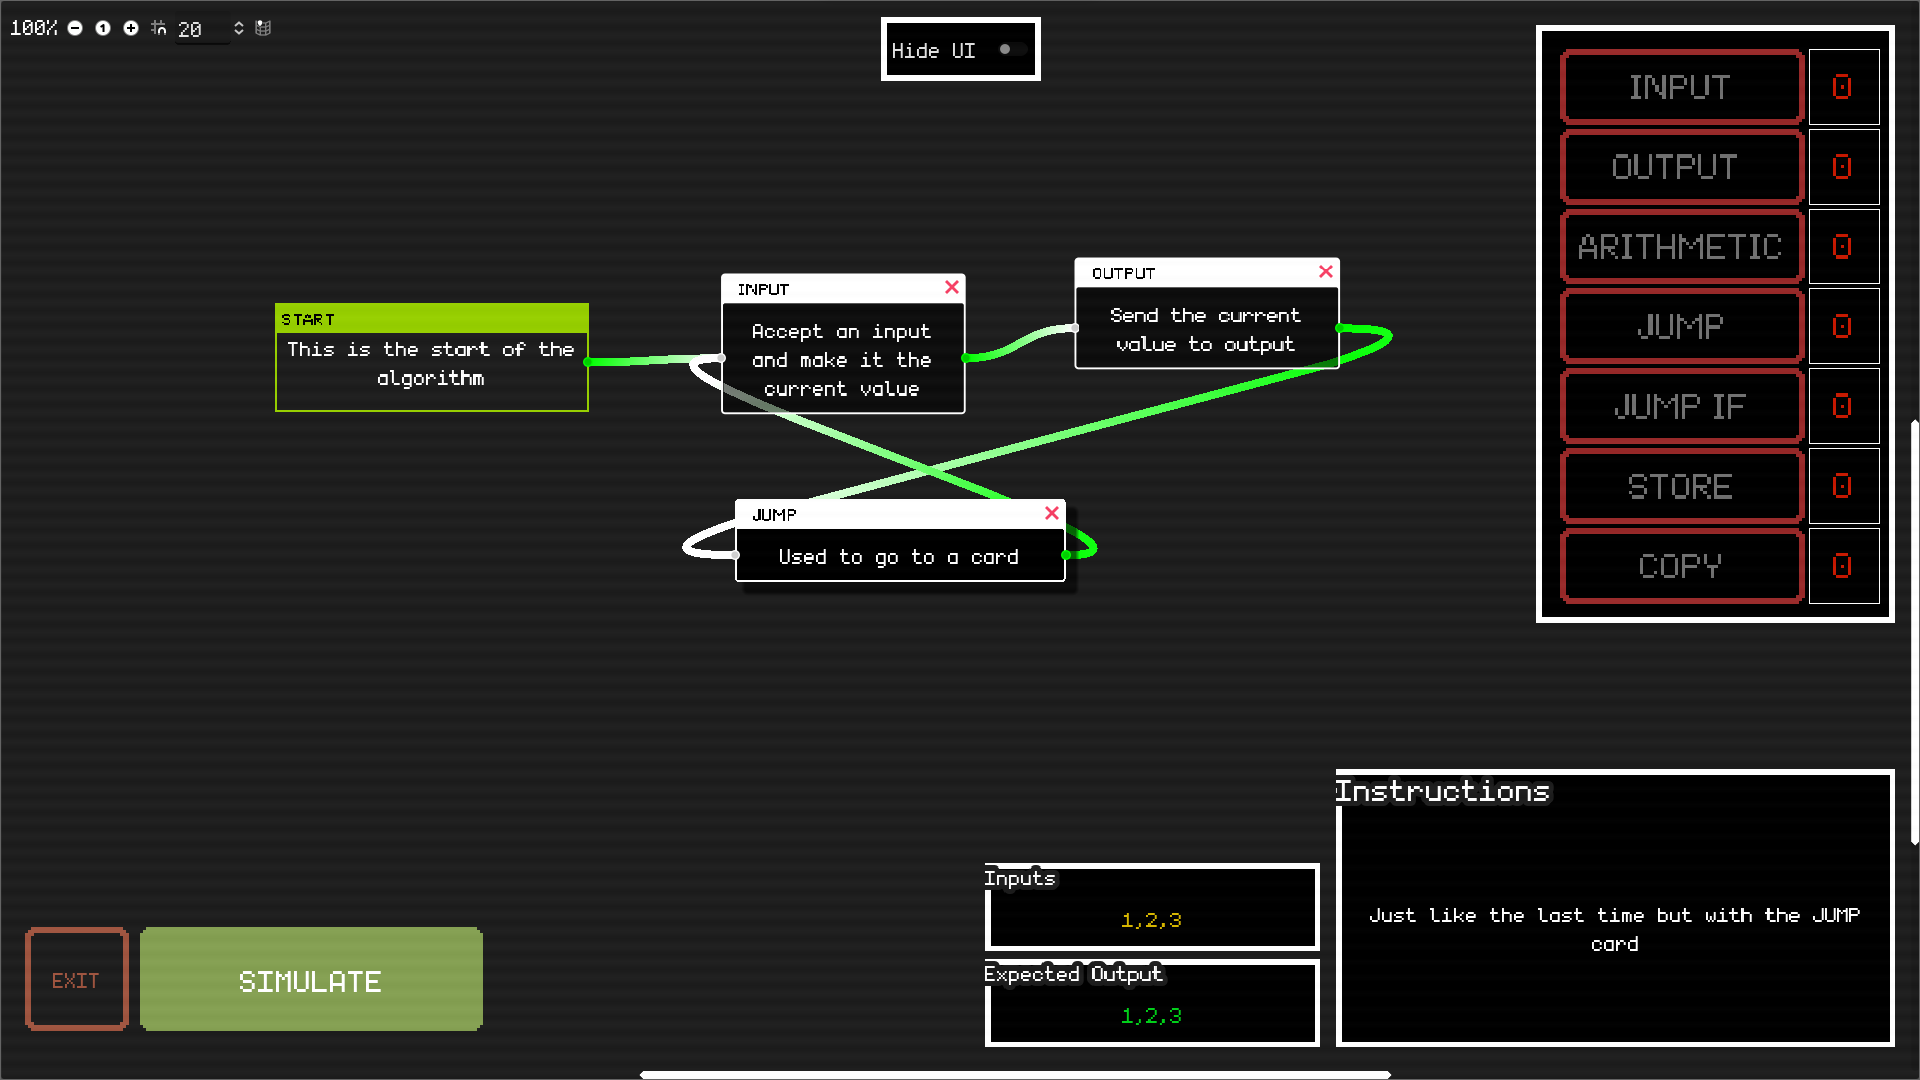 100%
20
Hide UI
INPUT 0
OUTPUT 0
ARITHMETIC 0
JUMP 0
JUMP IF 0
STORE 0
COPY 0
START
This is the start of the
algorithm
INPUT
Accept an input
and make it the
current value
OUTPUT
Send the current
value to output
JUMP
Used to go to a card
Instructions
Just like the last time but with the JUMP
card
Inputs
1,2,3
Expected Output
1,2,3
EXIT
SIMULATE